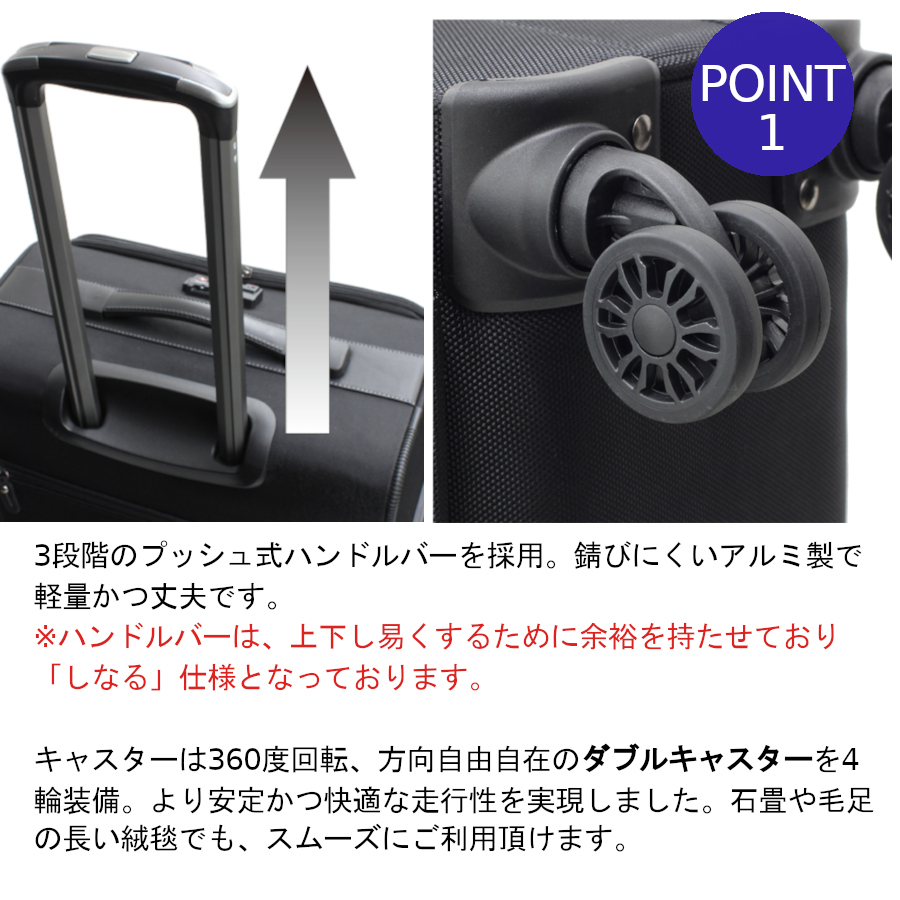 POINT
1
3段階のプッシュ式ハンドルバーを採用。錆びにくいアルミ製で
軽量かつ丈夫です。
※ハンドルバーは、上下し易くするために余裕を持たせており
「しなる」仕様となっております。
キャスターは360度回転、方向自由自在のダブルキャスターを4
輪装備。より安定かつ快適な走行性を実現しました。石畳や毛足
の長い絨毯でも、スムーズにご利用頂けます。